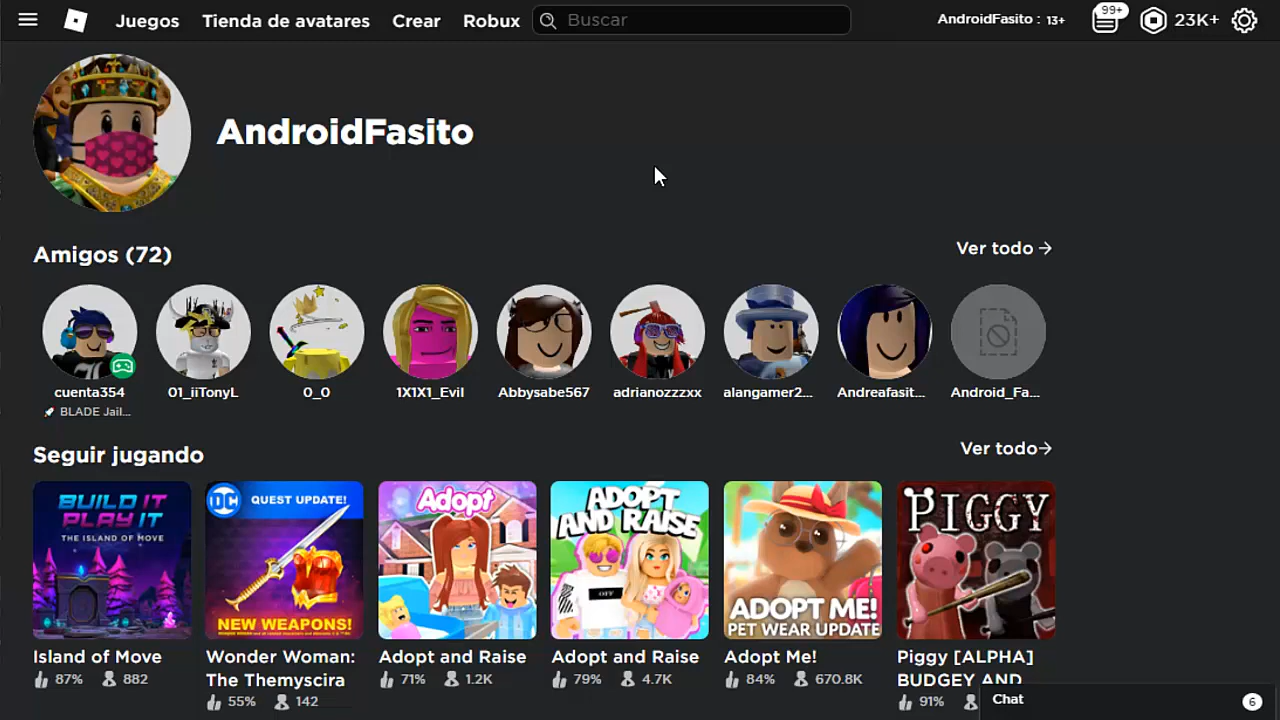 Juegos Tienda de avatares Crear Robux Buscar AndroidFasito : 13+ 99+ 23K+
AndroidFasito
Amigos (72) Ver todo →
cuenta354 01_iiTonyL 0_0 1X1X1_Evil Abbysabe567 adrianozzzxx alangamer2... Andreafasit... Android_Fa...
BLADE Jail...
Seguir jugando Ver todo→
BUILD IT
PLAY IT
THE ISLAND OF MOVE
DC QUEST UPDATE!
NEW WEAPONS!
Adopt
ADOPT
AND RAISE
OFF
ADOPT ME!
PET WEAR UPDATE
PIGGY
Island of Move
87% 882
Wonder Woman:
The Themyscira
55% 142
Adopt and Raise
71% 1.2K
Adopt and Raise
79% 4.7K
Adopt Me!
84% 670.8K
Piggy [ALPHA]
BUDGEY AND
91%
Chat 6